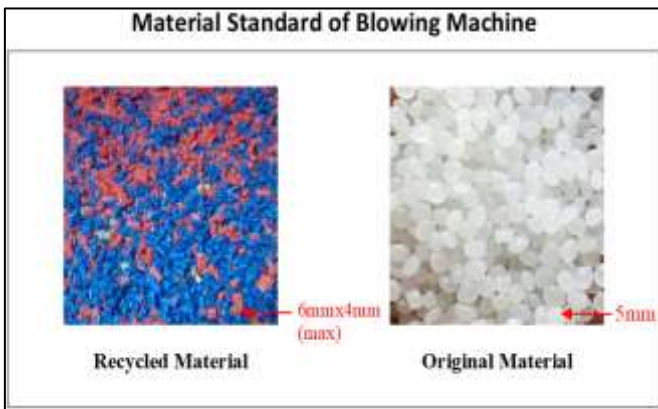 Material Standard of Blowing Machine
6mmx4mm
(max)
5mm
Recycled Material
Original Material